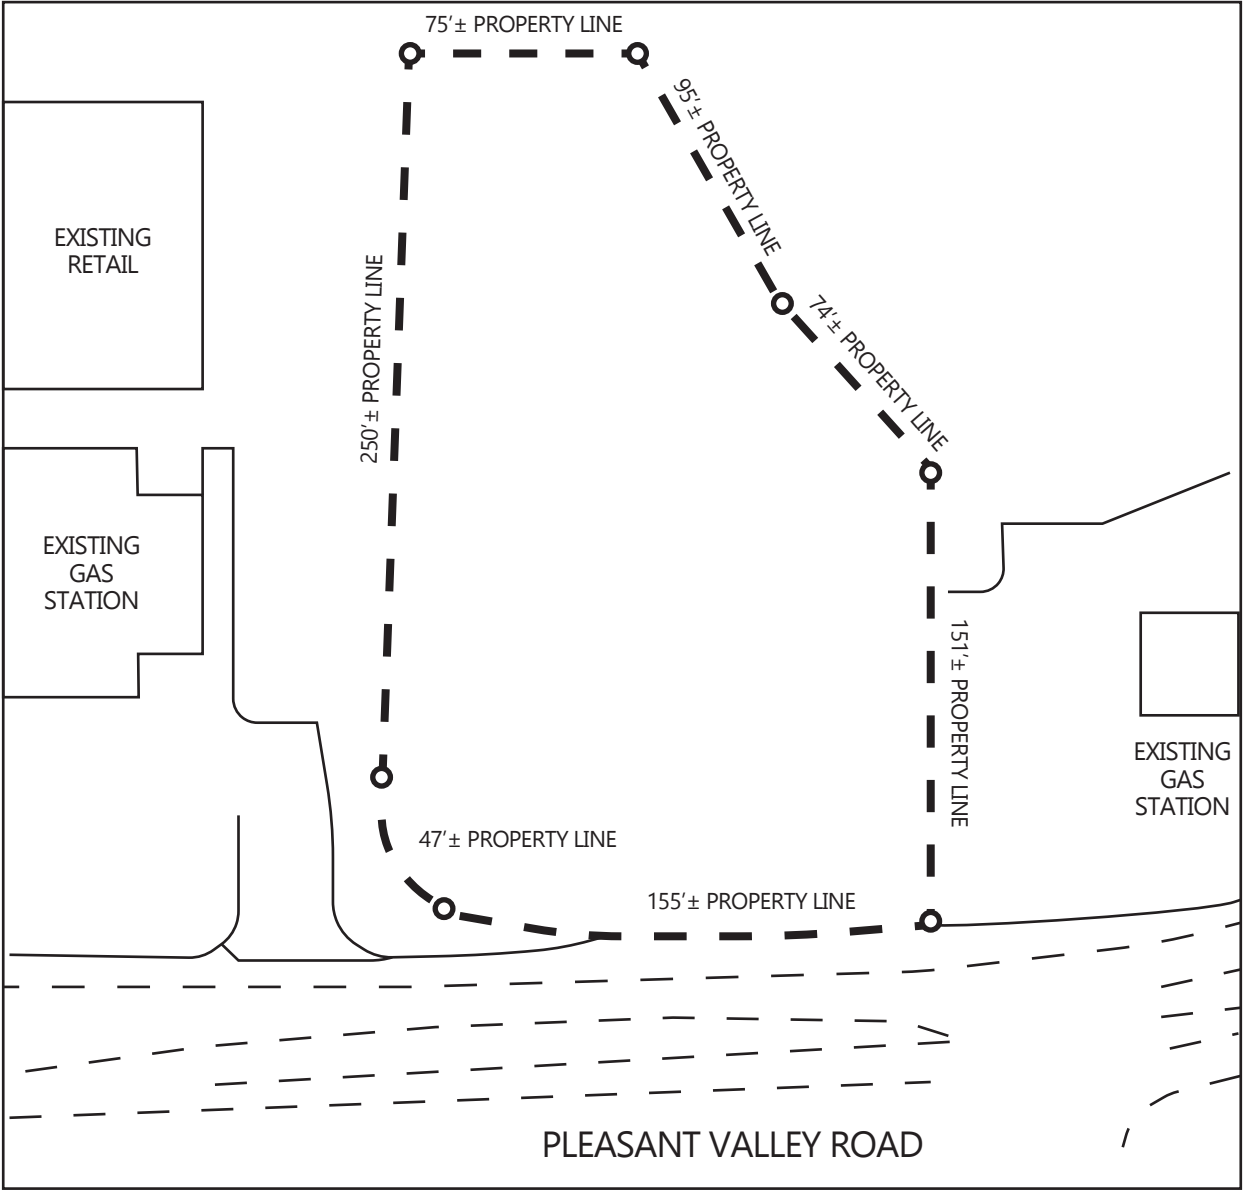 75'± PROPERTY LINE
95'± PROPERTY LINE
EXISTING
RETAIL
250'± PROPERTY LINE
74'± PROPERTY LINE
EXISTING
GAS
STATION
151'± PROPERTY LINE
EXISTING
GAS
STATION
47'± PROPERTY LINE
155'± PROPERTY LINE
PLEASANT VALLEY ROAD